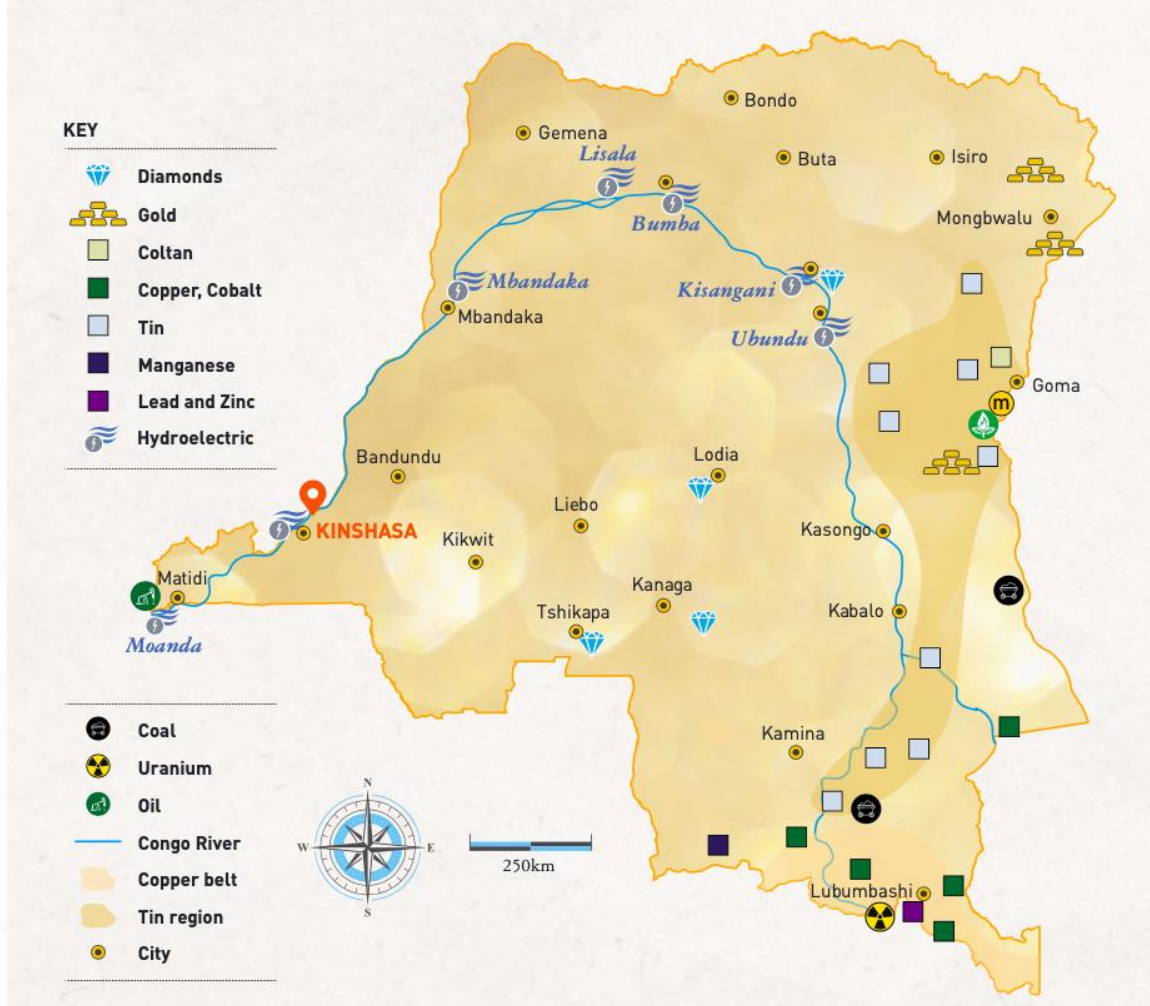 KEY
Diamonds
Gold
Coltan
Copper, Cobalt
Tin
Manganese
Lead and Zinc
Hydroelectric
Bondo
Gemena
Lisala
Buta
Isiro
Bumba
Mongbwalu
Mbandaka
Kisangani
Mbandaka
Ubundu
Goma
m
Bandundu
Lodia
Liebo
KINSHASA
Kikwit
Kasongo
Matidi
Kanaga
Kabalo
Tshikapa
Moanda
Kamina
Lubumbashi
Coal
Uranium
Oil
Congo River
Copper belt
Tin region
City
N
W
E
S
250km